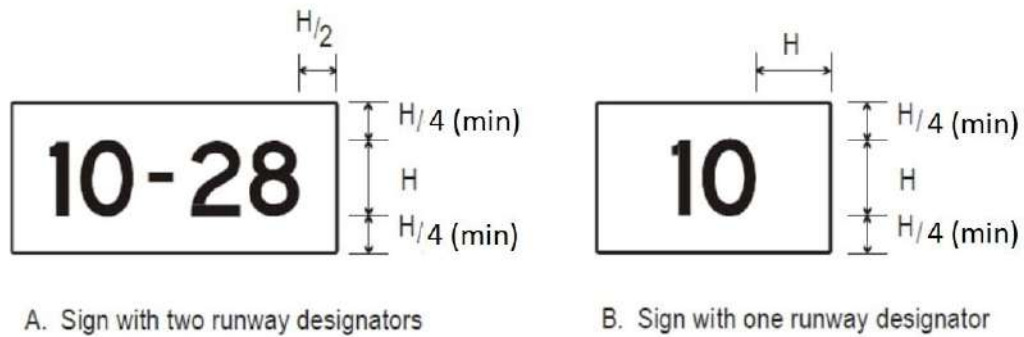 H/2
H
10-28
H/4 (min)
H
H/4 (min)
10
H/4 (min)
H
H/4 (min)
A. Sign with two runway designators
B. Sign with one runway designator